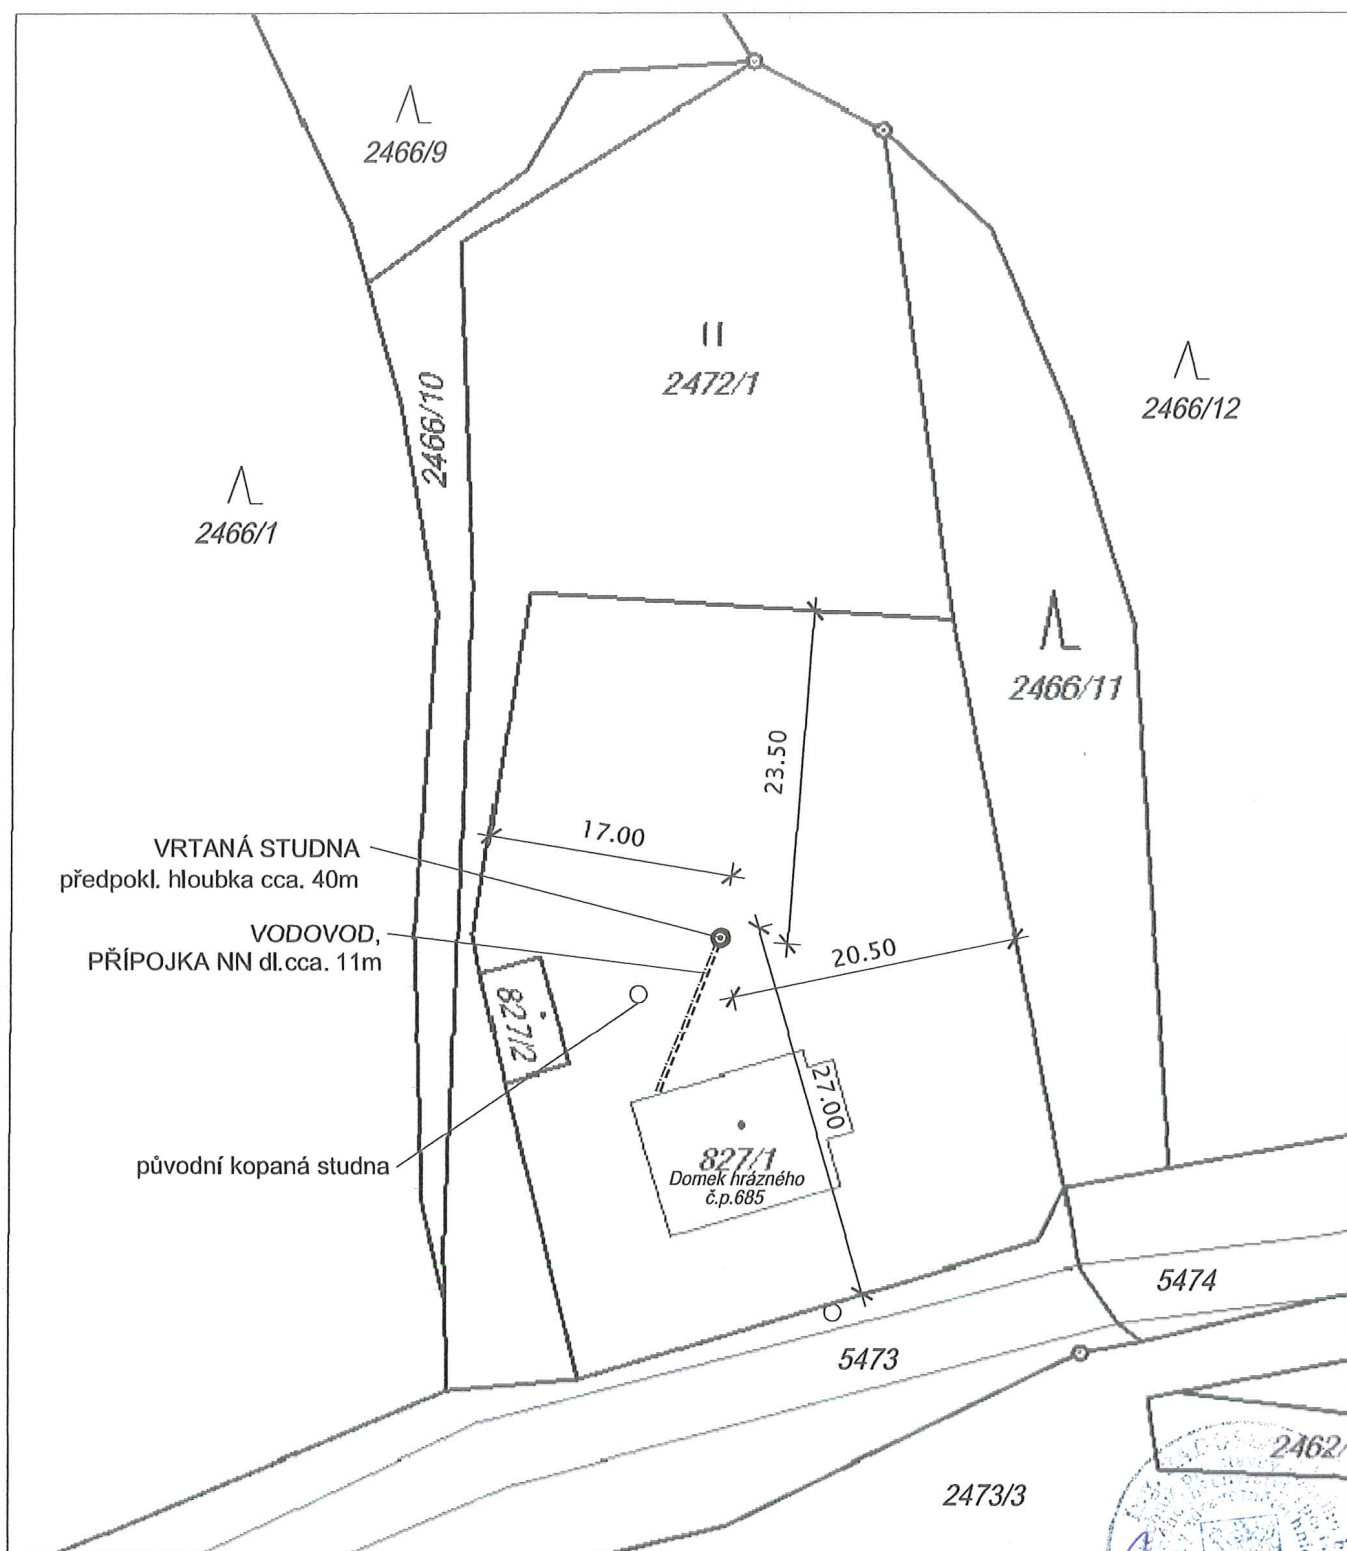 2466/9
2472/1
2466/12
2466/10
2466/1
2466/11
23.50
17.00
VRTANÁ STUDNA
předpokl. hloubka cca. 40m
VODOVOD,
PŘÍPOJKA NN dl.cca. 11m
20.50
827/2
27.00
827/1
Domek hrázného
č.p.685
původní kopaná studna
5474
5473
2462/
2473/3